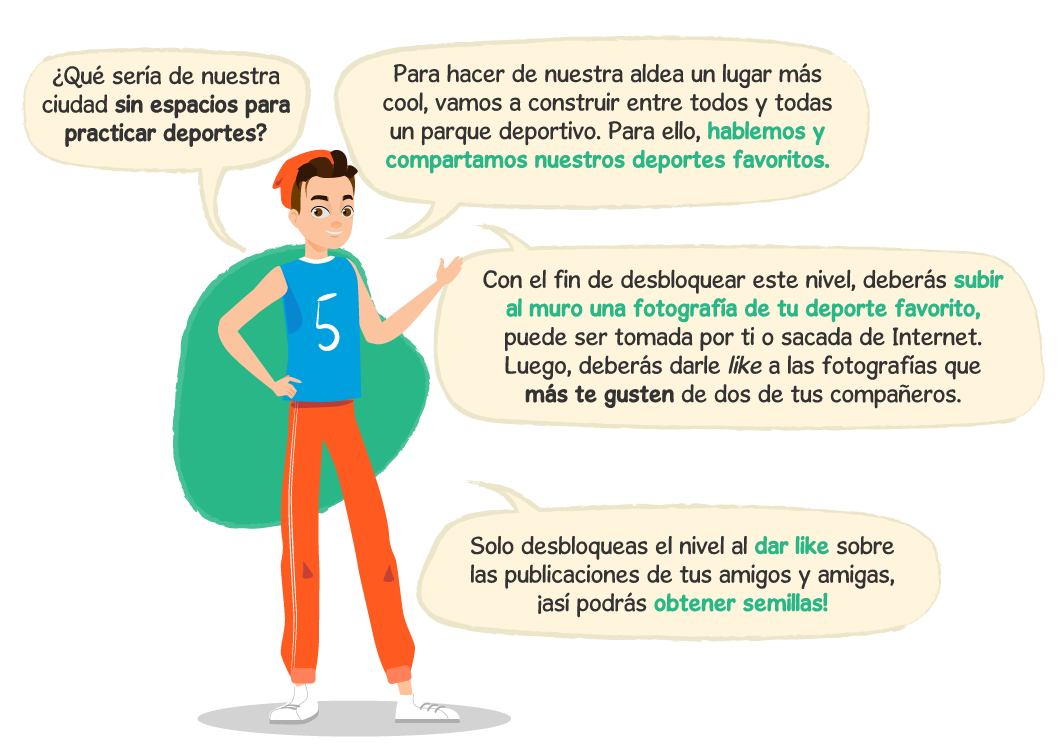 ¿Qué sería de nuestra
ciudad sin espacios para
practicar deportes?
Para hacer de nuestra aldea un lugar más
cool, vamos a construir entre todos y todas
un parque deportivo. Para ello, hablemos y
compartamos nuestros deportes favoritos.
Con el fin de desbloquear este nivel, deberás subir
al muro una fotografía de tu deporte favorito,
puede ser tomada por ti o sacada de Internet.
Luego, deberás darle like a las fotografías que
más te gusten de dos de tus compañeros.
5
Solo desbloqueas el nivel al dar like sobre
las publicaciones de tus amigos y amigas,
¡así podrás obtener semillas!